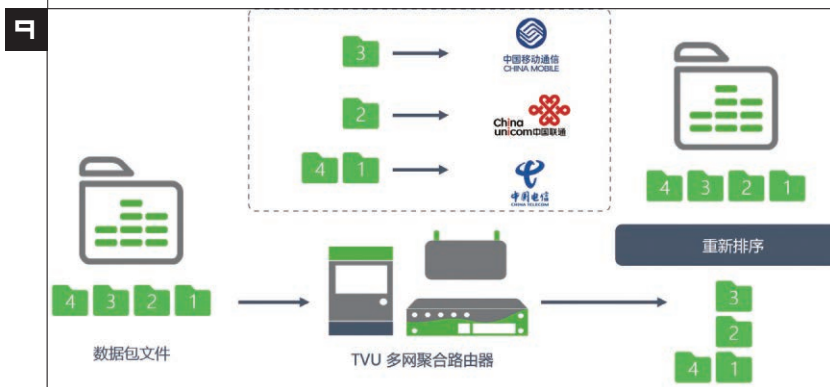 9
3
中国移动通信
CHINA MOBILE
2
China
unicom中国联通
4 1
中国电信
CHINA TELECOM
4 3 2 1
重新排序
4 3 2 1
3
2
4 1
数据包文件
TVU 多网聚合路由器